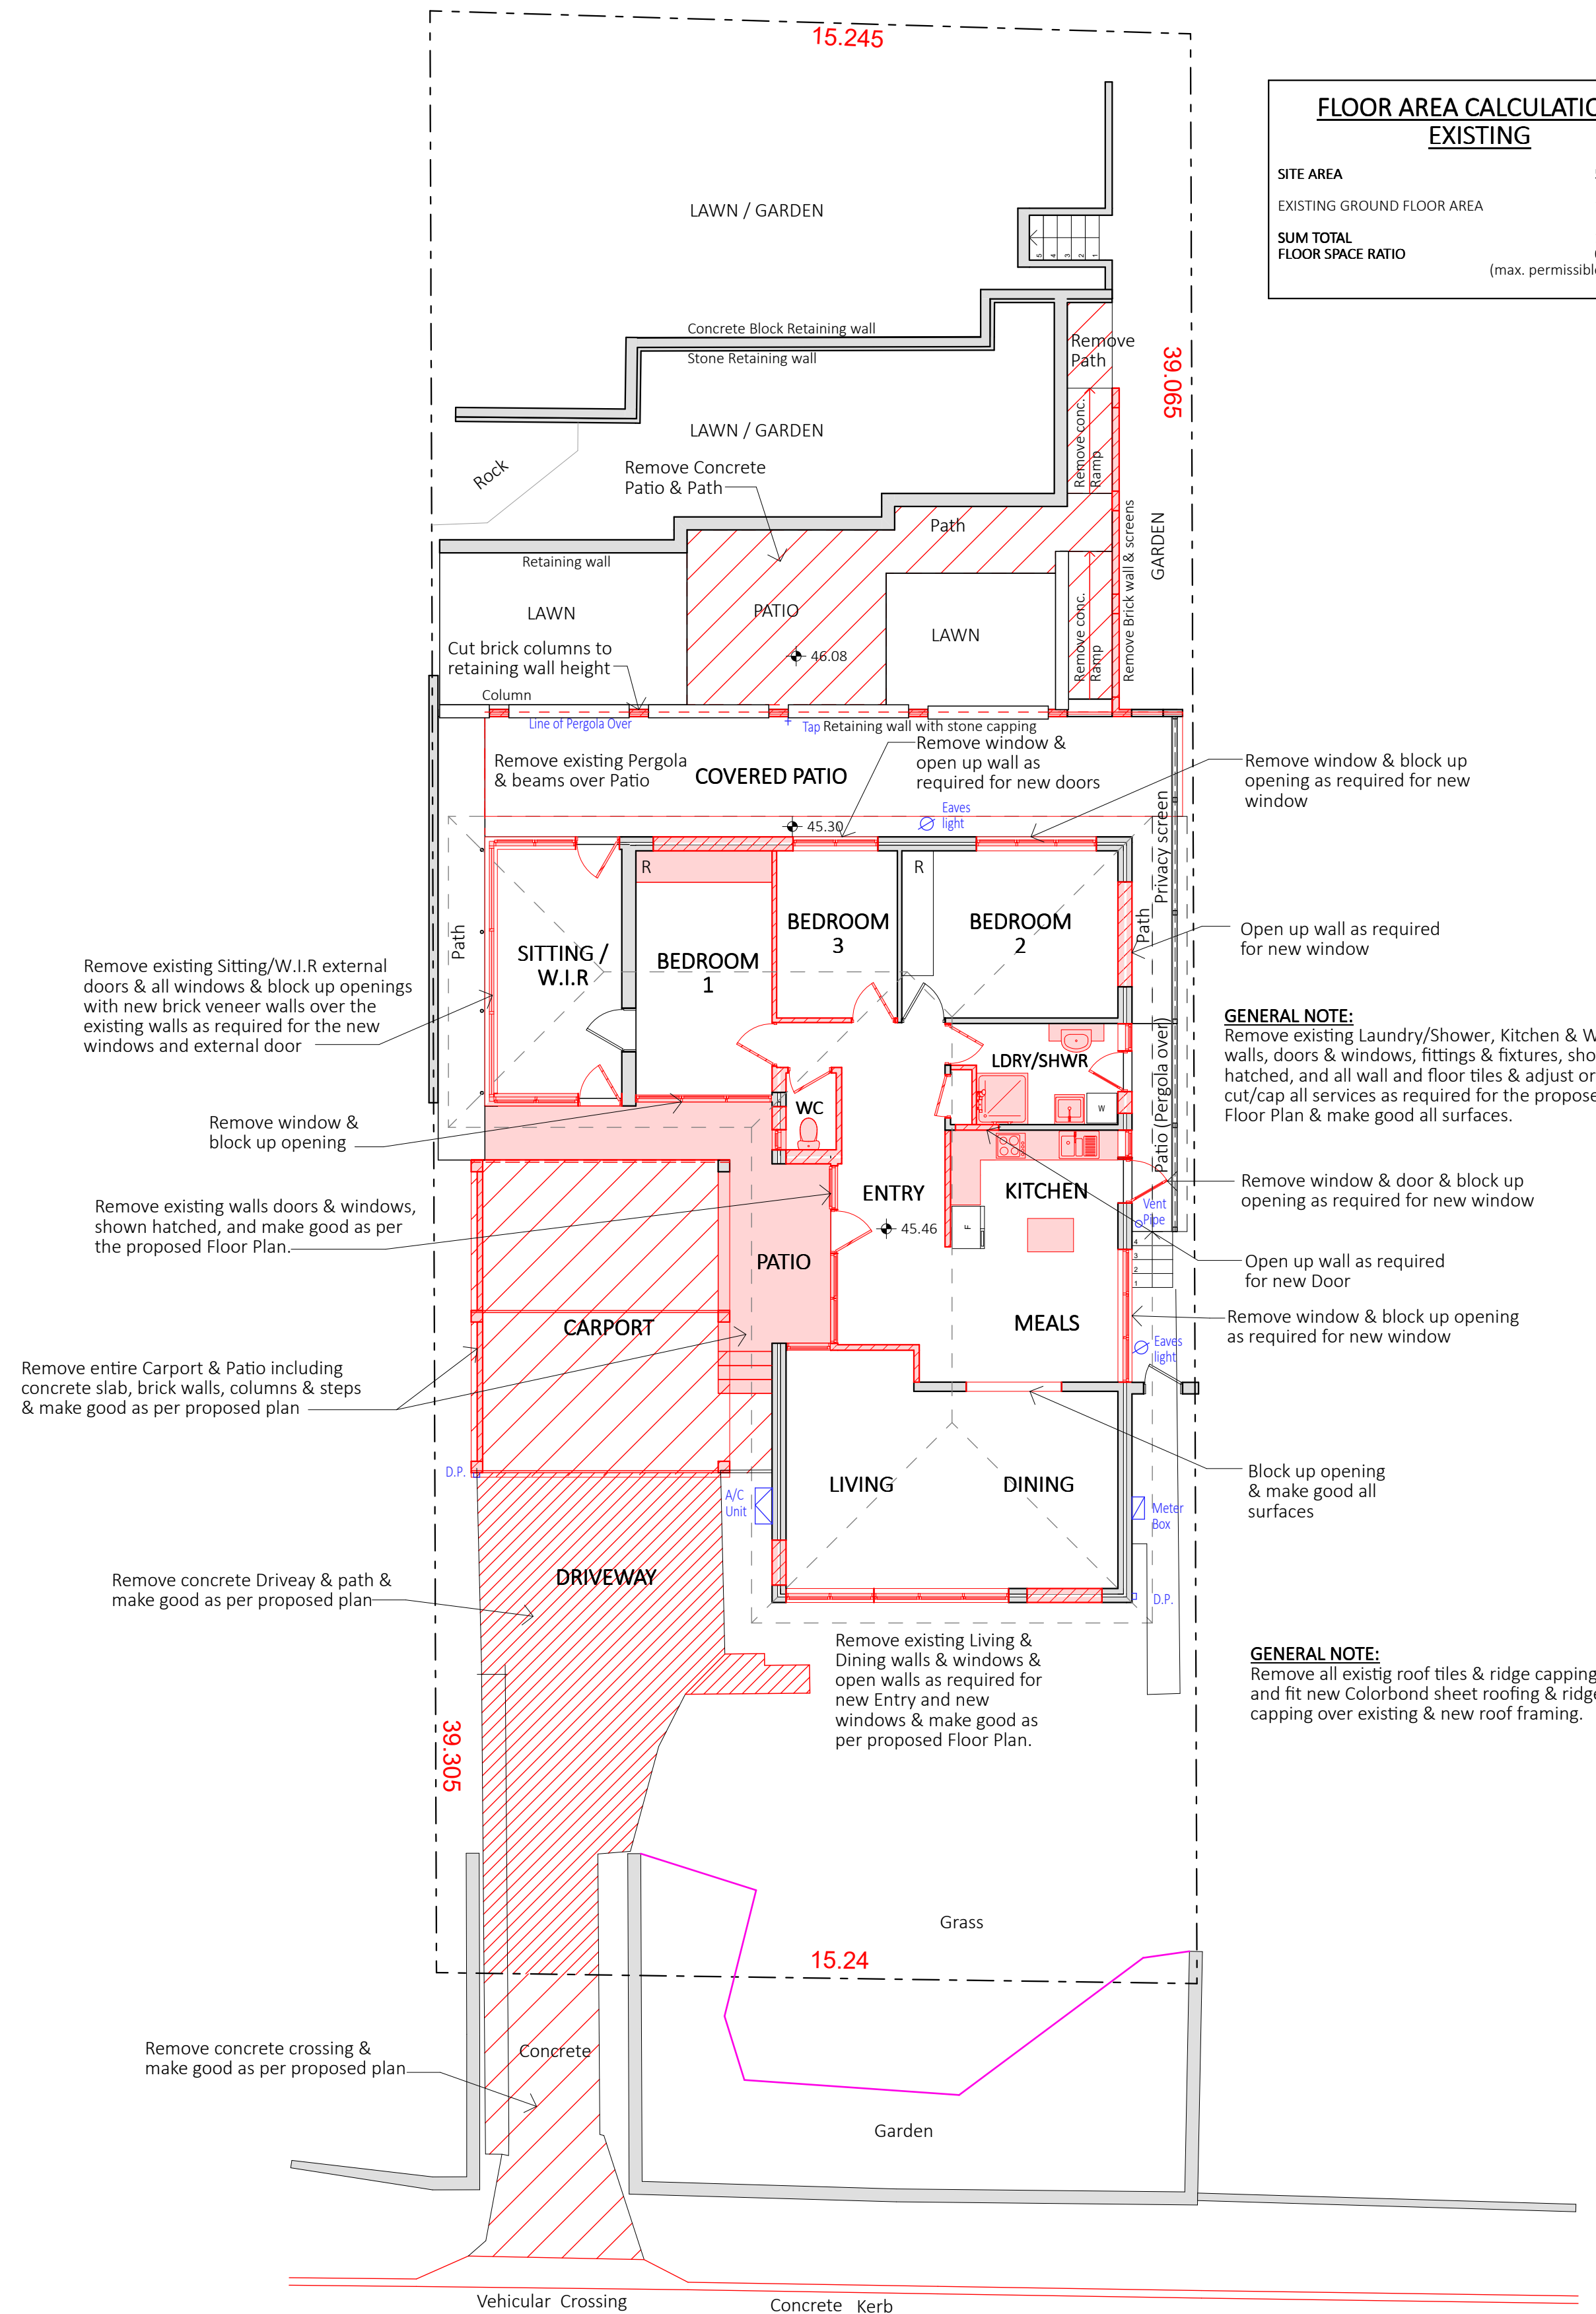 15.245
FLOOR AREA
EXISTING
SITE AREA
EXISTING GROUND FLOOR AREA
SUM TOTAL
FLOOR SPACE RATIO
(max.
LAWN / GARDEN
5 4 3 2 1
Concrete Block Retaining wall
Stone Retaining wall
Remove
Path
39.065
LAWN / GARDEN
Rock
Remove Concrete
Patio & Path
Remove conc.
Ramp
Path
Remove Brick wall & screens
GARDEN
Retaining wall
LAWN
PATIO
LAWN
Remove conc.
Ramp
Cut brick columns to
retaining wall height
46.08
Column
Line of Pergola Over
Tap
Retaining wall with stone capping
Remove existing Pergola
& beams over Patio
COVERED PATIO
Remove window &
open up wall as
required for new doors
Remove window & block up
opening as required for new
window
Eaves
light
45.30
Privacy screen
R
R
Path
Path
SITTING /
W.I.R
BEDROOM
1
BEDROOM
3
BEDROOM
2
Open up wall as required
for new window
Remove existing Sitting/W.I.R external
doors & all windows & block up openings
with new brick veneer walls over the
existing walls as required for the new
windows and external door
GENERAL NOTE:
Remove existing Laundry/Shower, Kitchen &
walls, doors & windows, fittings & fixtures,
hatched, and all wall and floor tiles & adjust or
cut/cap all services as required for the
Floor Plan & make good all surfaces.
LDRY/SHWR
W
WC
Patio (Pergola over)
Remove window &
block up opening
KITCHEN
ENTRY
45.46
F
Vent
Pipe
Remove window & door & block up
opening as required for new window
Remove existing walls doors & windows,
shown hatched, and make good as per
the proposed Floor Plan.
PATIO
4
3
2
1
Open up wall as required
for new Door
CARPORT
MEALS
Remove window & block up opening
as required for new window
Eaves
light
Remove entire Carport & Patio including
concrete slab, brick walls, columns & steps
& make good as per proposed plan
D.P.
A/C
Unit
LIVING
DINING
Block up opening
& make good all
surfaces
Meter
Box
DRIVEWAY
Remove concrete Driveay & path &
make good as per proposed plan
D.P.
Remove existing Living &
Dining walls & windows &
open walls as required for
new Entry and new
windows & make good as
per proposed Floor Plan.
GENERAL NOTE:
Remove all existig roof tiles & ridge capping
and fit new Colorbond sheet roofing &
capping over existing & new roof framing.
39.305
Grass
15.24
Remove concrete crossing &
make good as per proposed plan
Concrete
Garden
Vehicular Crossing
Concrete Kerb